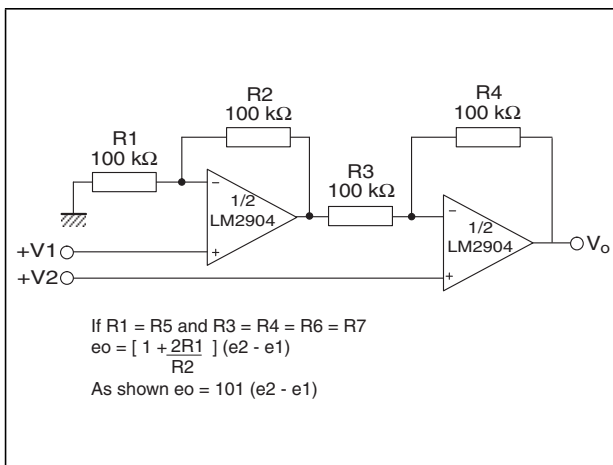 R2
100 kΩ
R4
100 kΩ
R1
100 kΩ
R3
100 kΩ
1/2
LM2904
1/2
LM2904
+V1
+V2
Vo
If R1 = R5 and R3 = R4 = R6 = R7
eo = [ 1 + 2R1 ] (e2 - e1)
R2
As shown eo = 101 (e2 - e1)